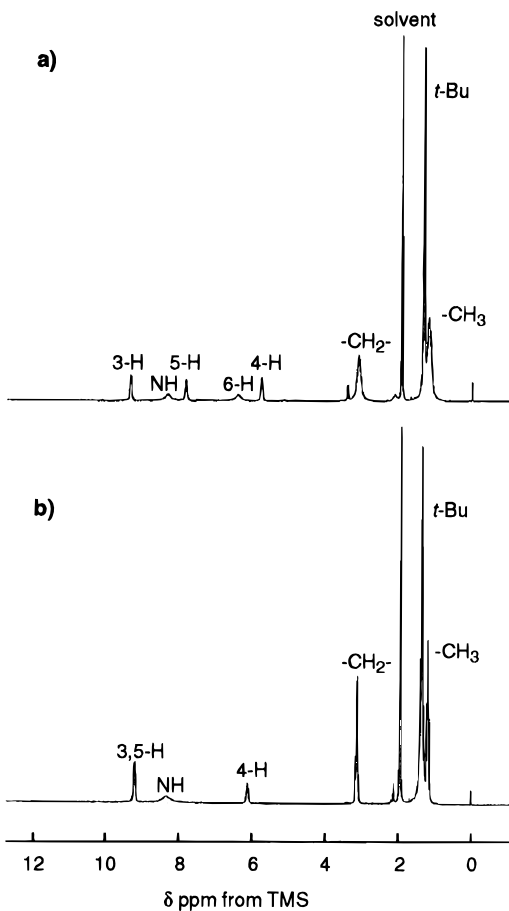 solvent
a)
t-Bu
-CH3
-CH2-
3-H
5-H
4-H
NH
6-H
b)
t-Bu
-CH2-
-CH3
3,5-H
4-H
NH
12 10 8 6 4 2 0
δ ppm from TMS